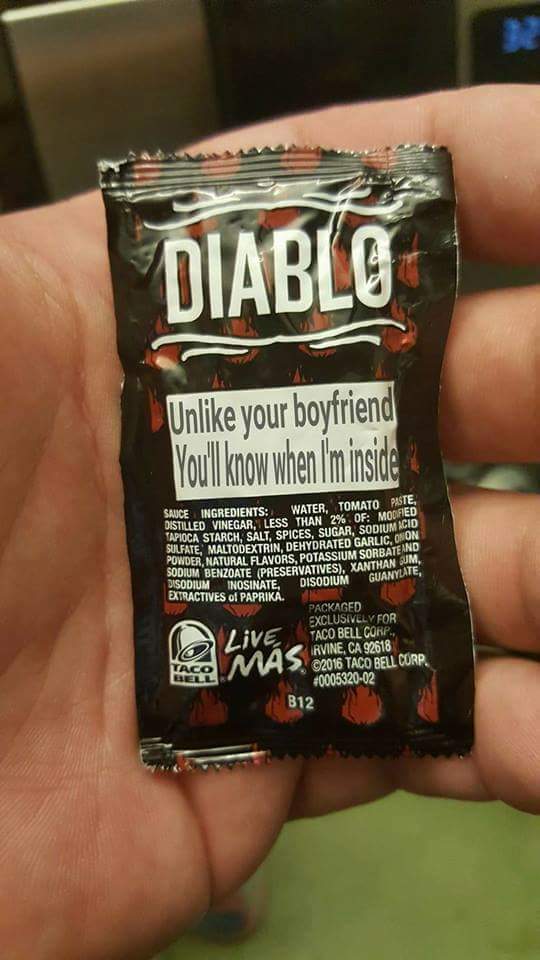 DIABLO
Unlike your boyfriend
You'll know when I'm inside
SAUCE INGREDIENTS: WATER, TOMATO PASTE,
DISTILLED VINEGAR, LESS THAN 2% OF: MODIFIED
TAPIOCA STARCH, SALT, SPICES, SUGAR, SODIUM ACID
SULFATE, MALTODEXTRIN, DEHYDRATED GARLIC, ONION
POWDER, NATURAL FLAVORS, POTASSIUM SORBATE AND
SODIUM BENZOATE (PRESERVATIVES), XANTHAN GUM,
DISODIUM INOSINATE, DISODIUM GUANYLATE,
EXTRACTIVES of PAPRIKA.
PACKAGED
EXCLUSIVELY FOR
TACO BELL CORP.,
IRVINE, CA 92618
©2016 TACO BELL CORP.
#0005320-02
TACO
BELL
LIVE
MÁS
B12